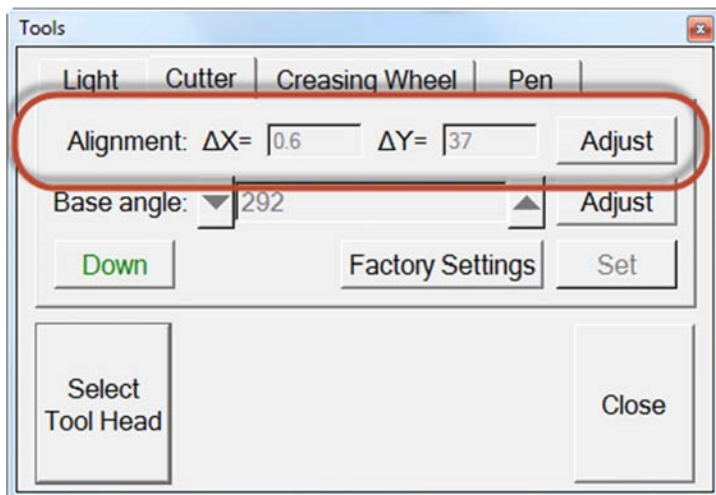 Tools
Light Cutter Creasing Wheel Pen
Alignment: ΔX= 0.6 ΔY= 37 Adjust
Base angle: 292 Adjust
Down Factory Settings Set
Select
Tool Head
Close